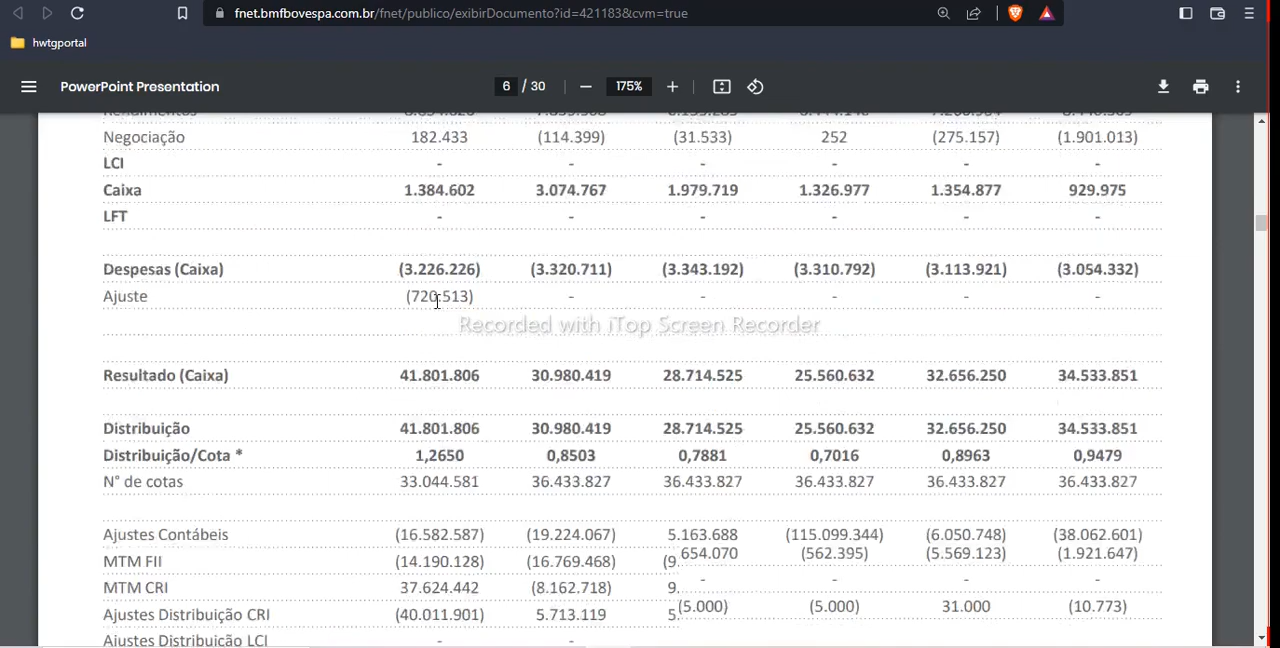 fnet.bmfbovespa.com.br/fnet/publico/exibirDocumento?id=421183&cvm=true
hwtgportal
PowerPoint Presentation 6 / 30 175%
Negociação 182.433 (114.399) (31.533) 252 (275.157) (1.901.013)
LCI - - - - - -
Caixa 1.384.602 3.074.767 1.979.719 1.326.977 1.354.877 929.975
LFT - - - - - -
Despesas (Caixa) (3.226.226) (3.320.711) (3.343.192) (3.310.792) (3.113.921) (3.054.332)
Ajuste (720.513) - - - - -
Recorded with iTop Screen Recorder
Resultado (Caixa) 41.801.806 30.980.419 28.714.525 25.560.632 32.656.250 34.533.851
Distribuição 41.801.806 30.980.419 28.714.525 25.560.632 32.656.250 34.533.851
Distribuição/Cota * 1,2650 0,8503 0,7881 0,7016 0,8963 0,9479
N° de cotas 33.044.581 36.433.827 36.433.827 36.433.827 36.433.827 36.433.827
Ajustes Contábeis (16.582.587) (19.224.067) 5.163.688 (115.099.344) (6.050.748) (38.062.601)
654.070 (562.395) (5.569.123) (1.921.647)
MTM FII (14.190.128) (16.769.468) (9.
- - - -
MTM CRI 37.624.442 (8.162.718) 9.
(5.000) (5.000) 31.000 (10.773)
Ajustes Distribuição CRI (40.011.901) 5.713.119 5.
Ajustes Distribuição LCI - -